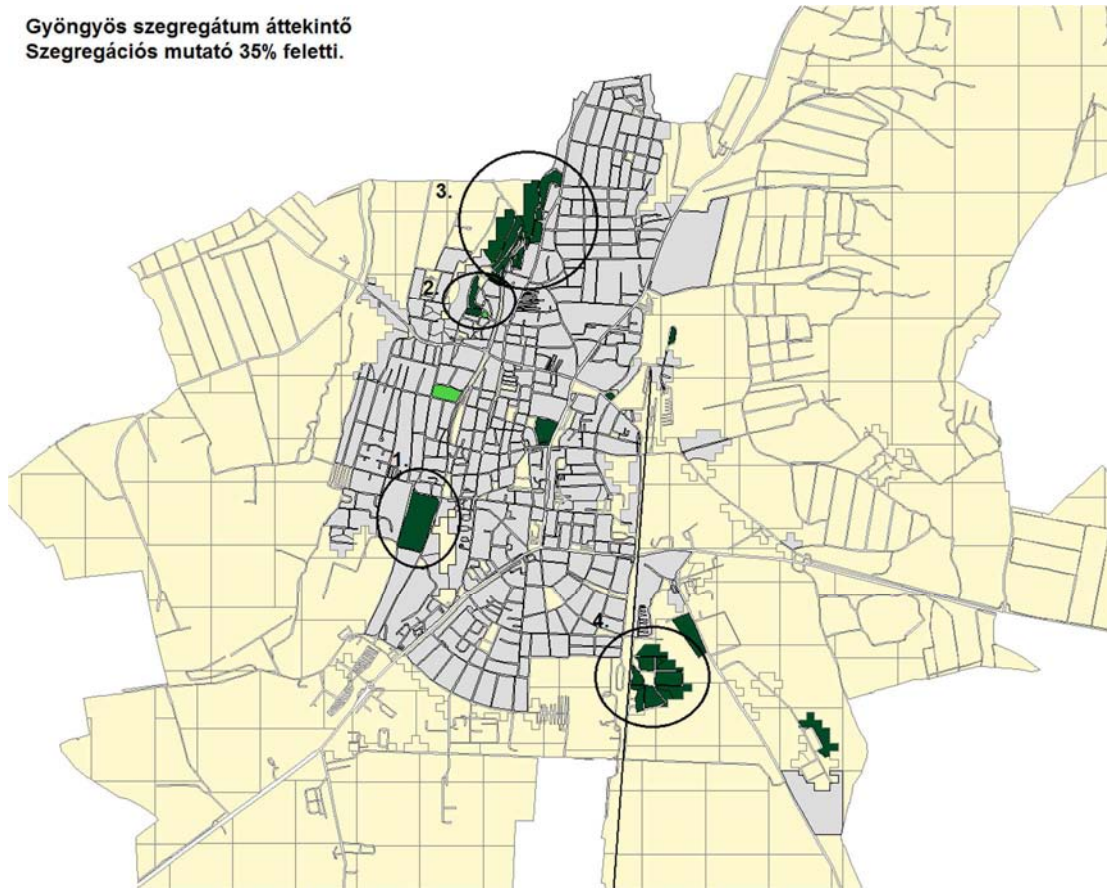 Gyöngyös szegregátum áttekintő
Szegregációs mutató 35% feletti.
3.
2.
1.
4.